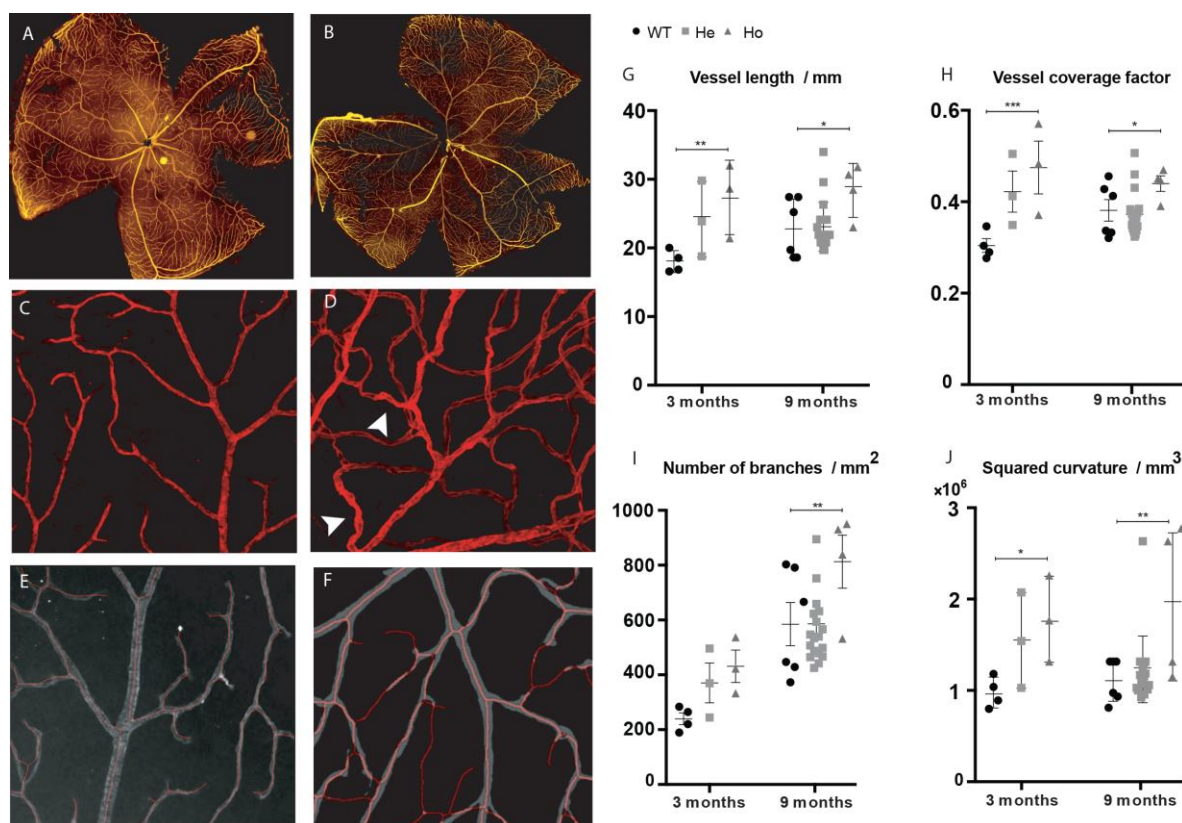 A
B
C
D
E
F
● WT ■ He ▲ Ho
G Vessel length / mm
40
30
20
10
0
**
*
3 months 9 months
H Vessel coverage factor
0.6
0.4
0.2
0
***
*
3 months 9 months
I Number of branches / mm²
1000
800
600
400
200
0
**
3 months 9 months
J Squared curvature / mm³
×10⁶
3
2
1
0
*
**
3 months 9 months